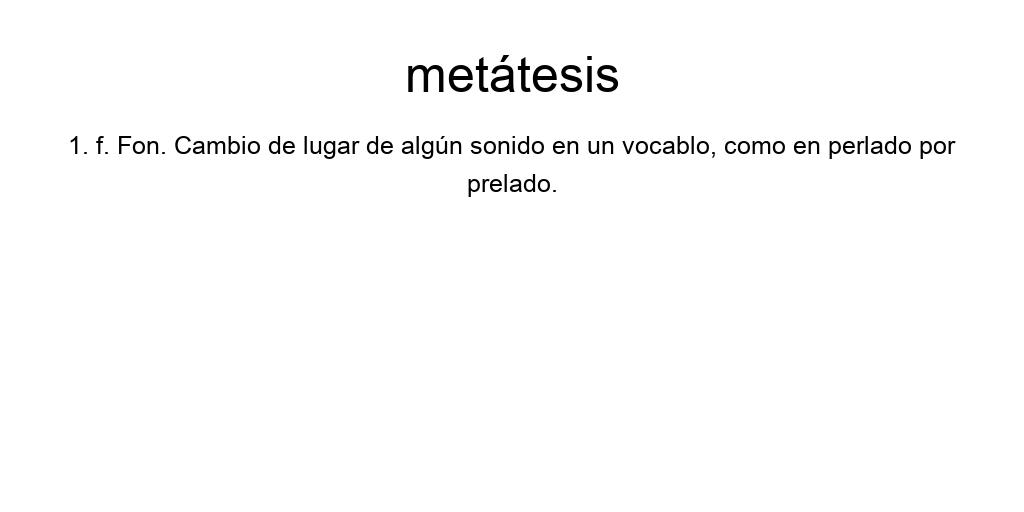 metátesis
1. f. Fon. Cambio de lugar de algún sonido en un vocablo, como en perlado por
prelado.